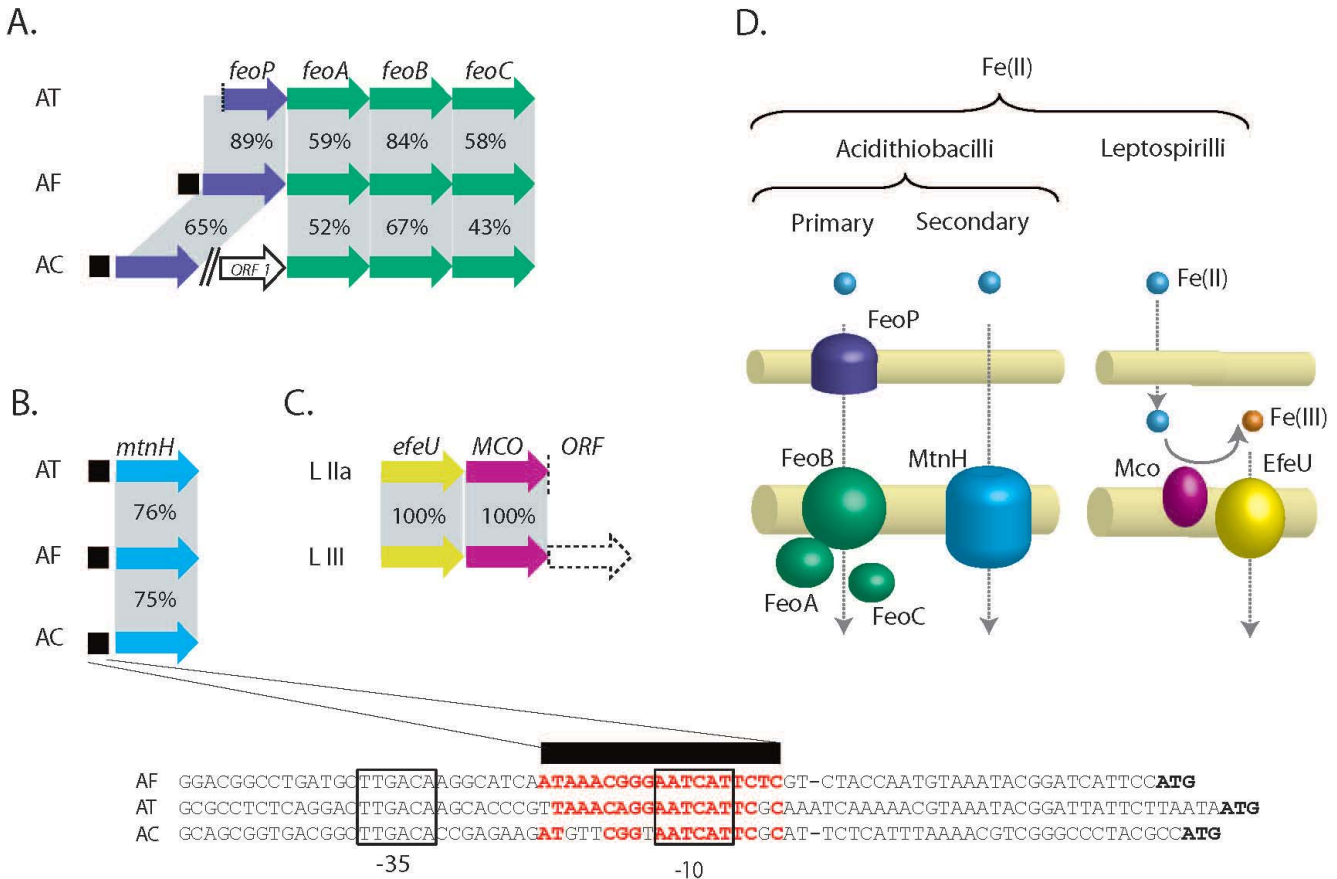 A.
feoP feoA feoB feoC
AT
89% 59% 84% 58%
AF
65% 52% 67% 43%
AC
ORF 1
B.
mtnH
AT
76%
AF
75%
AC
C.
efeU MCO ORF
L IIa
100% 100%
L III
D.
Fe(II)
Acidithiobacilli Leptospirilli
Primary Secondary
Fe(II)
FeoP
Fe(III)
FeoB MtnH Mco EfeU
FeoA FeoC
AF GGACGGCCTGATGCTTGACAAGGCATCAATAAACGGGAATCATTCTCGT-CTACCAATGTAAATACGGATCATTCCATG
AT GCGCCTCTCAGGACTTGACAAGCACCCGTTAAACAGGAATCATTCGCAAATCAAAAACGTAAATACGGATTATTCTTAATAATG
AC GCAGCGGTGACGGCTTGACACCGAGAAGATGTTCGGTAATCATTCGCAT-TCTCATTTAAAACGTCGGGCCCTACGCCATG
-35 -10